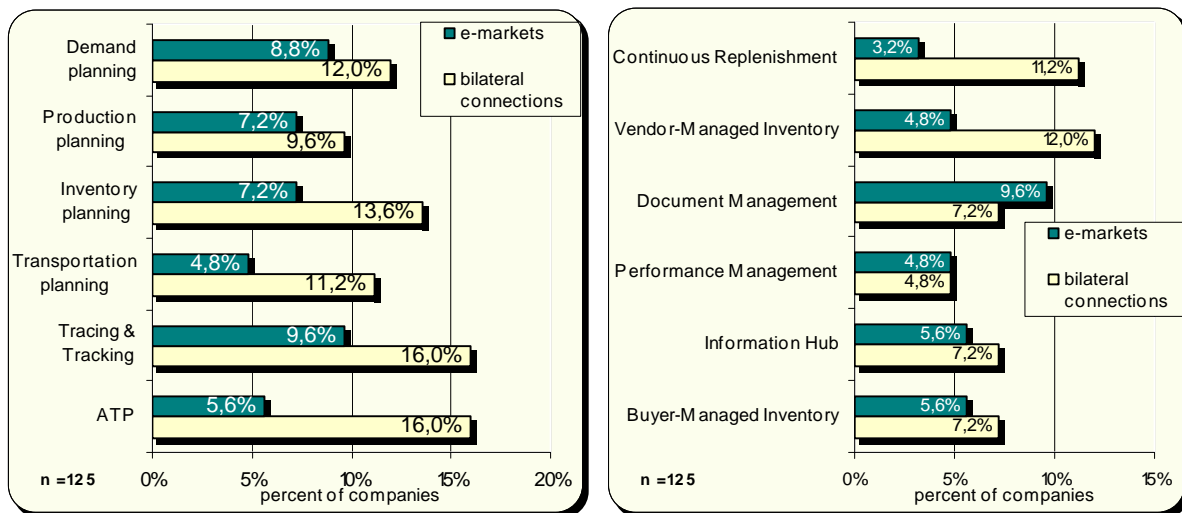 e-markets
bilateral
connections
Demand
planning
8,8%
12,0%
Production
planning
7,2%
9,6%
Inventory
planning
7,2%
13,6%
Transportation
planning
4,8%
11,2%
Tracing &
Tracking
9,6%
16,0%
ATP
5,6%
16,0%
0% 5% 10% 15% 20%
n =125
percent of companies
Continuous Replenishment
3,2%
11,2%
Vendor-Managed Inventory
4,8%
12,0%
Document Management
9,6%
7,2%
e-markets
bilateral
connections
Performance Management
4,8%
4,8%
Information Hub
5,6%
7,2%
Buyer-Managed Inventory
5,6%
7,2%
0% 5% 10% 15%
n =125
percent of companies